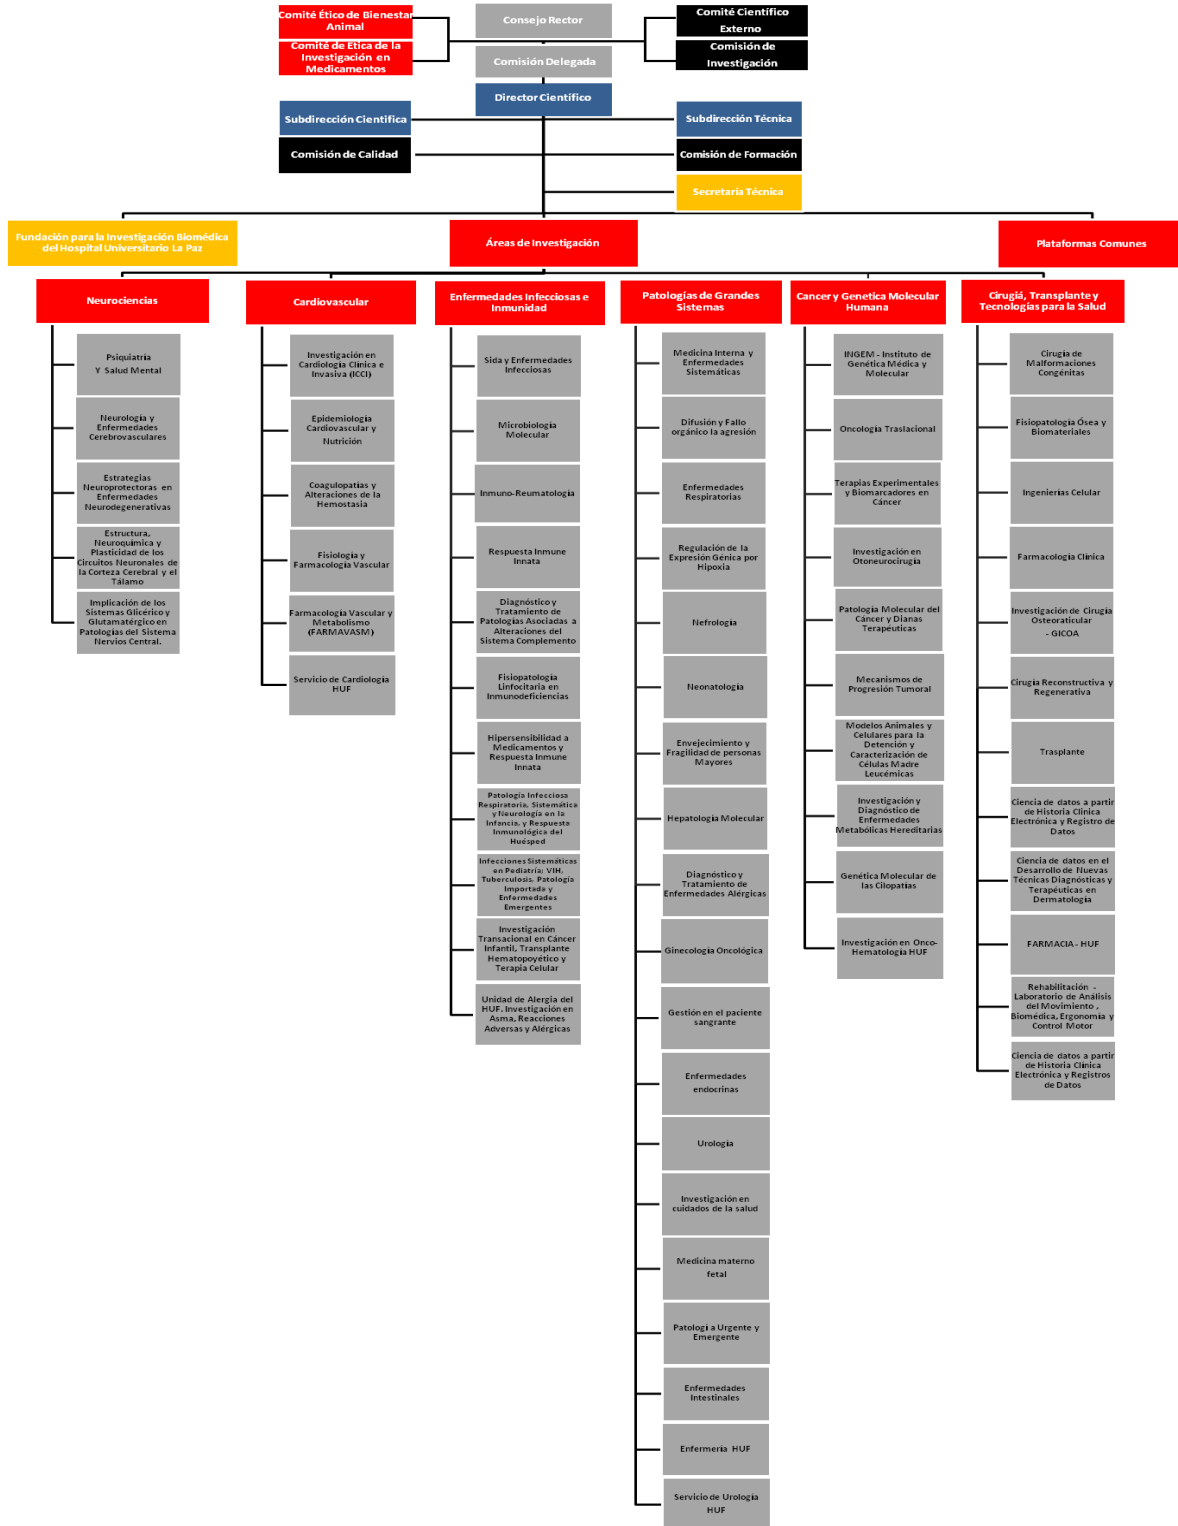 Comité Ético de Bienestar
Animal
Comité de Etica de la
Investigación en
Medicamentos
Consejo Rector
Comisión Delegada
Director Científico
Comité Científico
Externo
Comisión de
Investigación
Subdirección Cientifica
Subdirección Técnica
Comisión de Calidad
Comisión de Formación
Secretaría Técnica
Fundación para la Investigación Biomédica
del Hospital Universitario La Paz
Áreas de Investigación
Plataformas Comunes
Neurociencias
Psiquiatría
Y Salud Mental
Neurología y
Enfermedades
Cerebrovasculares
Estrategias
Neuroprotectoras en
Enfermedades
Neurodegenerativas
Estructura,
Neuroquímica y
Plasticidad de los
Circuitos Neuronales de
la Corteza Cerebral y el
Tálamo
Implicación de los
Sistemas Glicérico y
Glutamatérgico en
Patologías del Sistema
Nervios Central.
Cardiovascular
Investigación en
Cardiología Clínica e
Invasiva (ICCI)
Epidemiología
Cardiovascular y
Nutrición
Coagulopatías y
Alteraciones de la
Hemostasia
Fisiología y
Farmacología Vascular
Farmacología Vascular y
Metabolismo
(FARMAVASM)
Servicio de Cardiología
HUF
Enfermedades Infecciosas e
Inmunidad
Sida y Enfermedades
Infecciosas
Microbiología
Molecular
Inmuno-Reumatología
Respuesta Inmune
Innata
Diagnóstico y
Tratamiento de
Patologías Asociadas a
Alteraciones del
Sistema Complemento
Fisiopatología
Linfocitaria en
Inmunodeficiencias
Hipersensibilidad a
Medicamentos y
Respuesta Inmune
Innata
Patología Infecciosa
Respiratoria, Sistemática
y Neurología en la
Infancia, y Respuesta
Inmunológica del
Huésped
Infecciones Sistemáticas
en Pediatría; VIH,
Tuberculosis, Patología
Importada y
Enfermedades
Emergentes
Investigación
Transacional en Cáncer
Infantil, Transplante
Hematopoyético y
Terapia Celular
Unidad de Alergia del
HUF. Investigación en
Asma, Reacciones
Adversas y Alérgicas
Patologías de Grandes
Sistemas
Medicina Interna y
Enfermedades
Sistemáticas
Difusión y Fallo
orgánico la agresión
Enfermedades
Respiratorias
Regulación de la
Expresión Génica por
Hipoxia
Nefrología
Neonatología
Envejecimiento y
Fragilidad de personas
Mayores
Hepatología Molecular
Diagnóstico y
Tratamiento de
Enfermedades Alérgicas
Ginecología Oncológica
Gestión en el paciente
sangrante
Enfermedades
endocrinas
Urología
Investigación en
cuidados de la salud
Medicina materno
fetal
Patologí a Urgente y
Emergente
Enfermedades
Intestinales
Enfermería HUF
Servicio de Urología
HUF
Cancer y Genetica Molecular
Humana
INGEM - Instituto de
Genética Médica y
Molecular
Oncología Traslacional
Terapias Experimentales
y Biomarcadores en
Cáncer
Investigación en
Otoneurocirugía
Patología Molecular del
Cáncer y Dianas
Terapéuticas
Mecanismos de
Progresión Tumoral
Modelos Animales y
Celulares para la
Detención y
Caracterización de
Células Madre
Leucémicas
Investigación y
Diagnóstico de
Enfermedades
Metabólicas Hereditarias
Genética Molecular de
las Cilopatías
Investigación en Onco-
Hematología HUF
Cirugiá, Transplante y
Tecnologías para la Salud
Cirugía de
Malformaciones
Congénitas
Fisiopatología Ósea y
Biomateriales
Ingenierías Celular
Farmacología Clínica
Investigación de Cirugía
Osteoraticular
- GICOA
Cirugía Reconstructiva y
Regenerativa
Trasplante
Ciencia de datos a partir
de Historia Clínica
Electrónica y Registro de
Datos
Ciencia de datos en el
Desarrollo de Nuevas
Técnicas Diagnósticas y
Terapéuticas en
Dermatología
FARMACIA - HUF
Rehabilitación -
Laboratorio de Análisis
del Movimiento ,
Biomédica, Ergonomía y
Control Motor
Ciencia de datos a partir
de Historia Clínica
Electrónica y Registros
de Datos